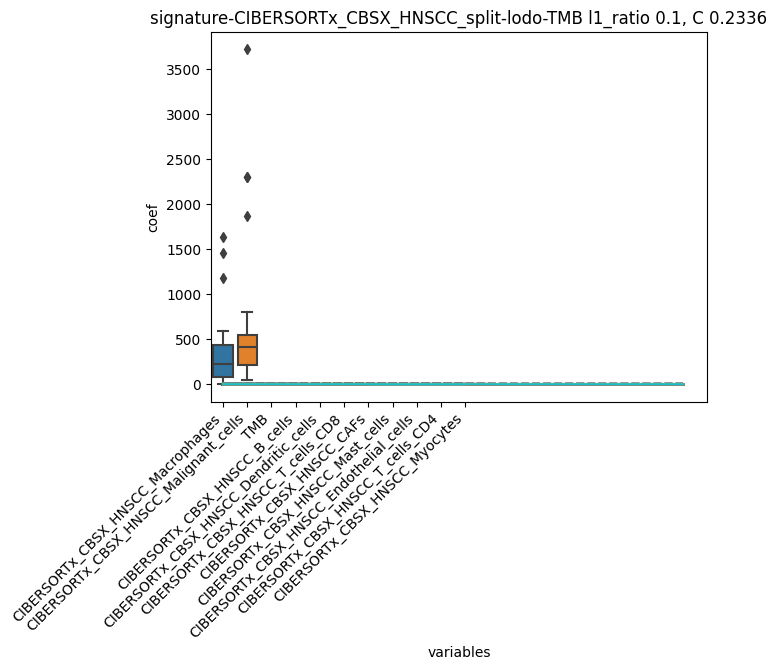 signature-CIBERSORTx_CBSX_HNSCC_split-lodo-TMB l1_ratio 0.1, C 0.2336
coef
3500
3000
2500
2000
1500
1000
500
0
CIBERSORTx_CBSX_HNSCC_Macrophages
CIBERSORTx_CBSX_HNSCC_Malignant_cells
TMB
CIBERSORTx_CBSX_HNSCC_B_cells
CIBERSORTx_CBSX_HNSCC_Dendritic_cells
CIBERSORTx_CBSX_HNSCC_T_cells_CD8
CIBERSORTx_CBSX_HNSCC_CAFs
CIBERSORTx_CBSX_HNSCC_Mast_cells
CIBERSORTx_CBSX_HNSCC_Endothelial_cells
CIBERSORTx_CBSX_HNSCC_T_cells_CD4
CIBERSORTx_CBSX_HNSCC_Myocytes
variables